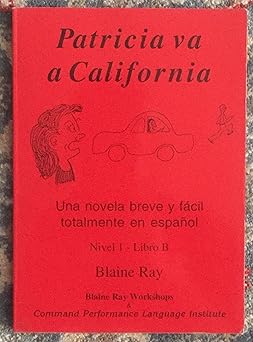 Patricia va
a California
Una novela breve y fácil
totalmente en español
Nivel 1 - Libro B
Blaine Ray
Blaine Ray Workshops
&
Command Performance Language Institute